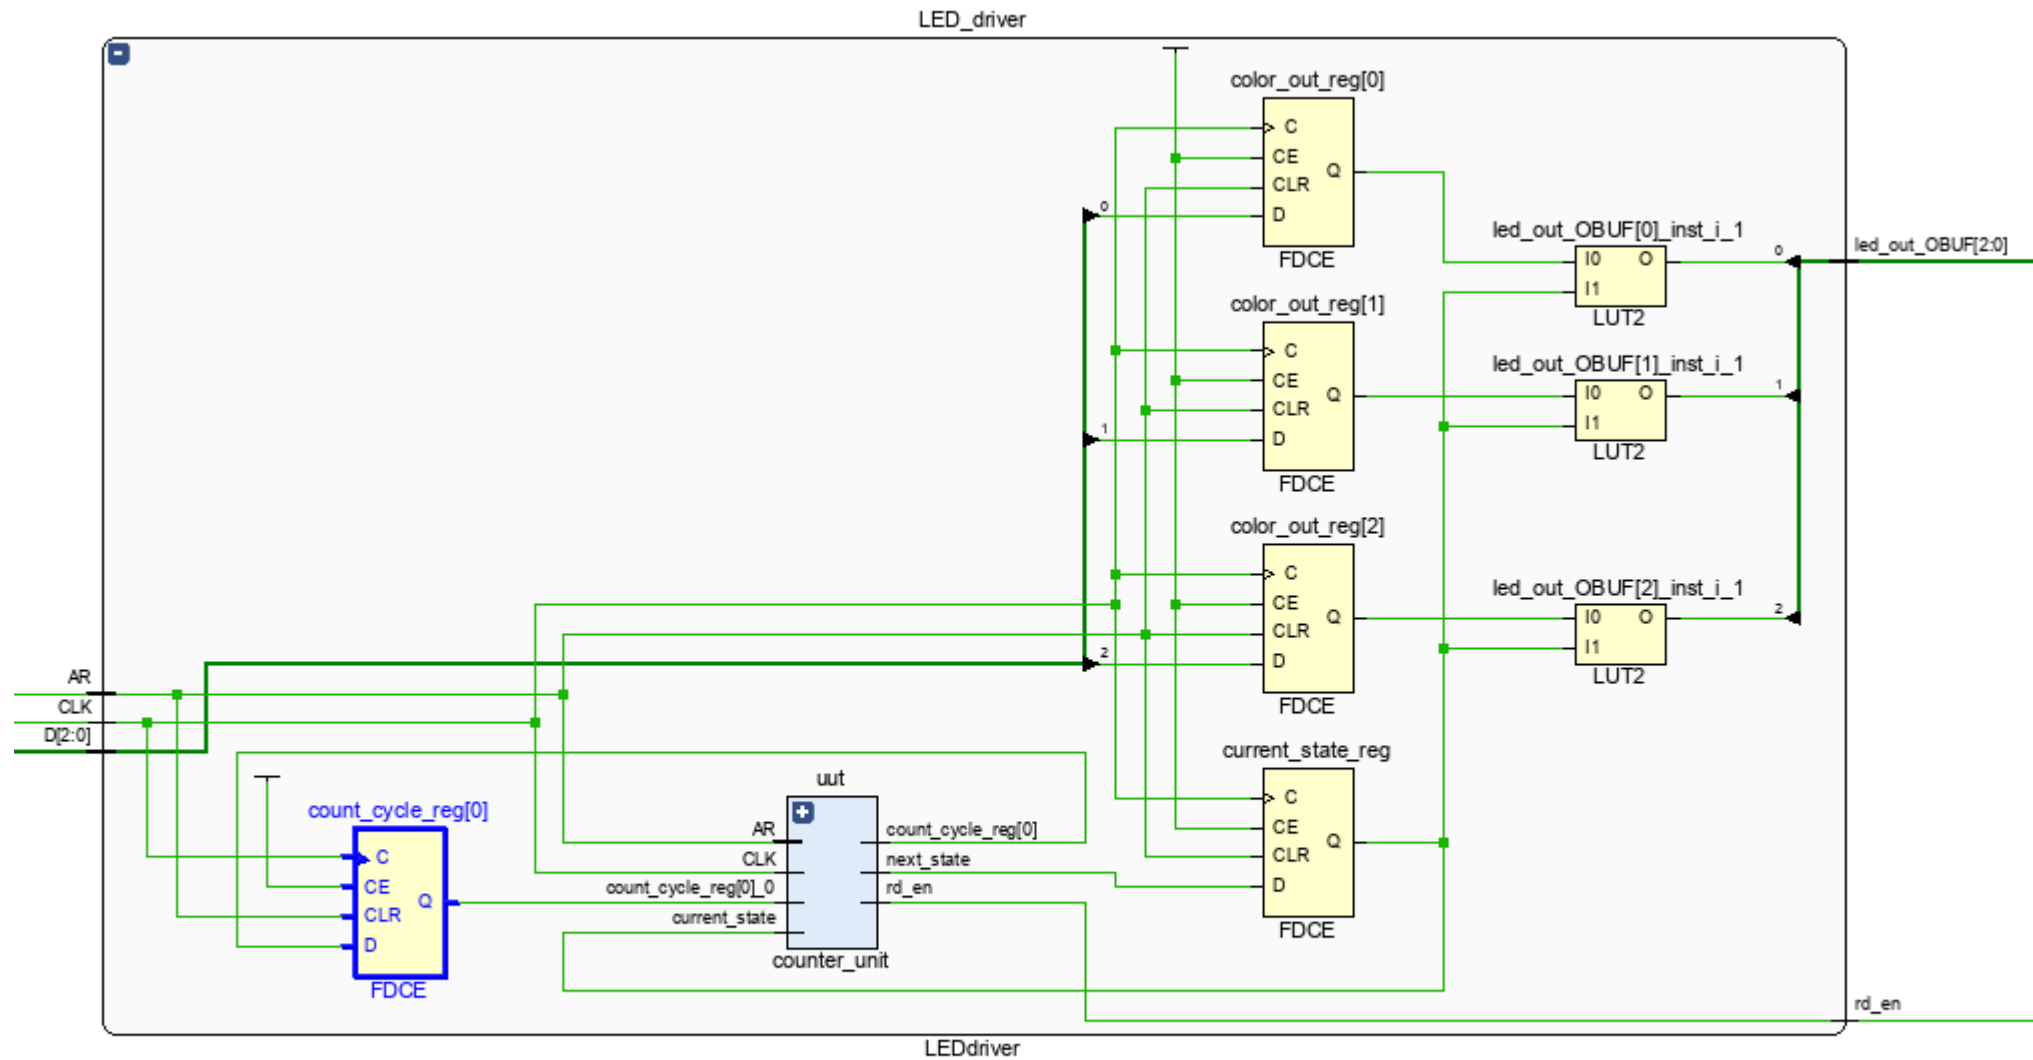 LED_driver
color_out_reg[0]
C
CE
CLR
D
Q
FDCE
0
color_out_reg[1]
C
CE
CLR
D
Q
FDCE
1
color_out_reg[2]
C
CE
CLR
D
Q
FDCE
2
current_state_reg
C
CE
CLR
D
Q
FDCE
led_out_OBUF[0]_inst_i_1
I0
I1
O
LUT2
0
led_out_OBUF[1]_inst_i_1
I0
I1
O
LUT2
1
led_out_OBUF[2]_inst_i_1
I0
I1
O
LUT2
2
led_out_OBUF[2:0]
AR
CLK
D[2:0]
count_cycle_reg[0]
C
CE
CLR
D
Q
FDCE
uut
AR
CLK
count_cycle_reg[0]_0
current_state
count_cycle_reg[0]
next_state
rd_en
counter_unit
rd_en
LEDdriver